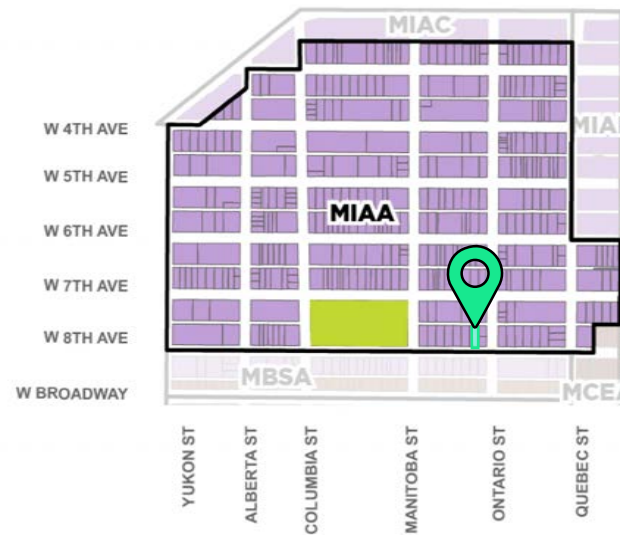 MIAC
W 4TH AVE
MIA
W 5TH AVE
MIAA
W 6TH AVE
W 7TH AVE
W 8TH AVE
MBSA
W BROADWAY
MCEA
YUKON ST
ALBERTA ST
COLUMBIA ST
MANITOBA ST
ONTARIO ST
QUEBEC ST